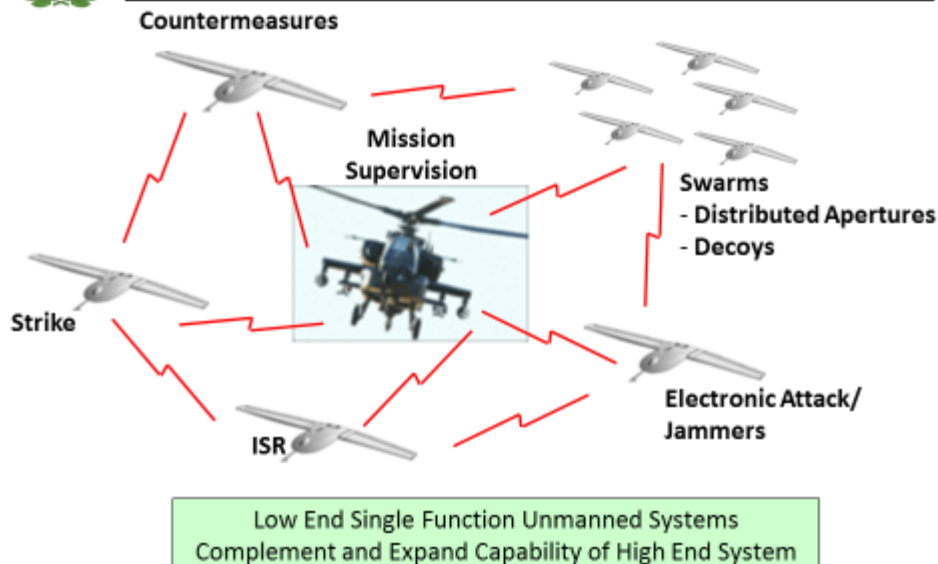 Countermeasures
Mission
Supervision
Swarms
- Distributed Apertures
- Decoys
Strike
Electronic Attack/
Jammers
ISR
Low End Single Function Unmanned Systems
Complement and Expand Capability of High End System